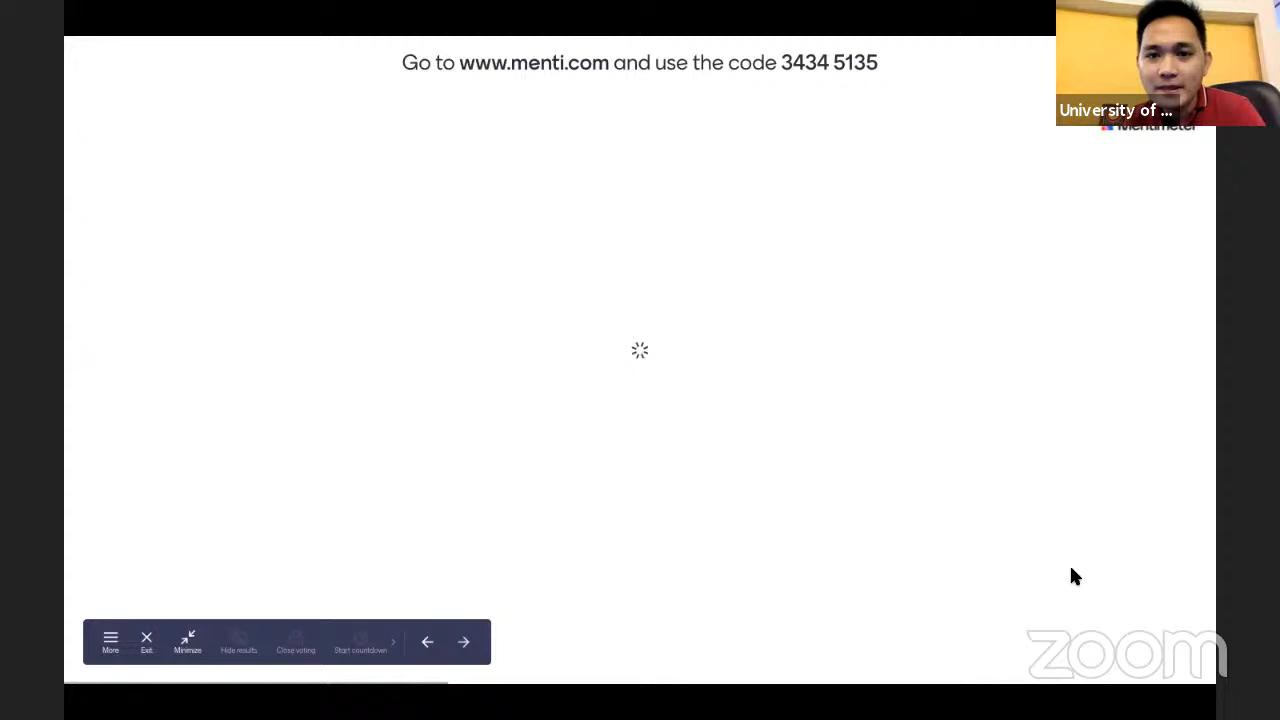 Go to www.menti.com and use the code 3434 5135
University of ...
Mentimeter
More
Exit
Minimize
Hide results
Close voting
Start countdown
zoom